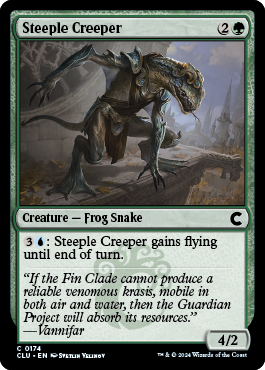 Steeple Creeper 2
Creature — Frog Snake
3 : Steeple Creeper gains flying
until end of turn.
"If the Fin Clade cannot produce a
reliable venomous krasis, mobile in
both air and water, then the Guardian
Project will absorb its resources."
—Vannifar
4/2
C 0174
CLU • EN Svetlin Velinov
™ & © 2024 Wizards of the Coast